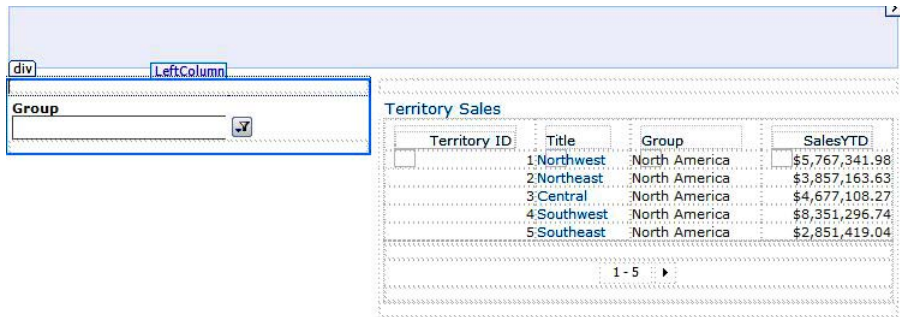 div
LeftColumn
Group
Territory Sales
Territory ID Title Group SalesYTD
1 Northwest North America $5,767,341.98
2 Northeast North America $3,857,163.63
3 Central North America $4,677,108.27
4 Southwest North America $8,351,296.74
5 Southeast North America $2,851,419.04
1 - 5